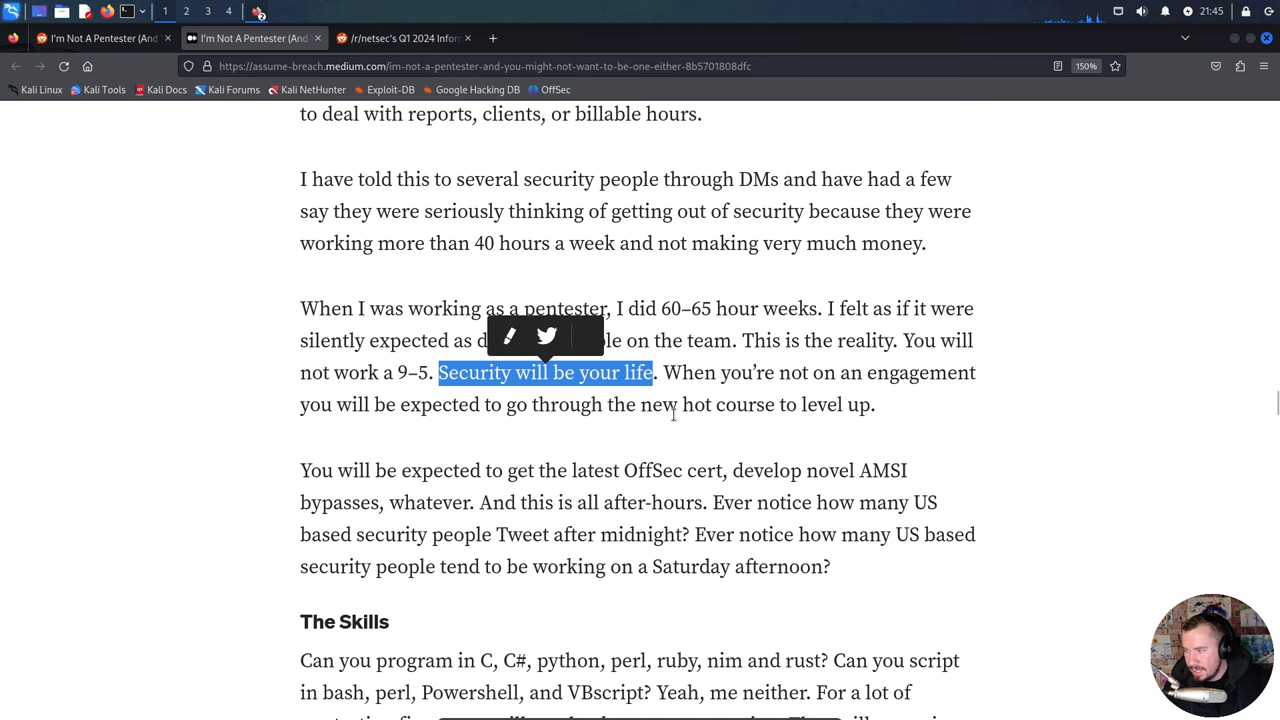 1 2 3 4 2 21:45
I'm Not A Pentester (And × I'm Not A Pentester (And × /r/netsec's Q1 2024 Infor × +
https://assume-breach.medium.com/im-not-a-pentester-and-you-might-not-want-to-be-one-either-8b5701808dfc 150%
Kali Linux Kali Tools Kali Docs Kali Forums Kali NetHunter Exploit-DB Google Hacking DB OffSec
to deal with reports, clients, or billable hours.
I have told this to several security people through DMs and have had a few
say they were seriously thinking of getting out of security because they were
working more than 40 hours a week and not making very much money.
When I was working as a pentester, I did 60–65 hour weeks. I felt as if it were
silently expected as d ple on the team. This is the reality. You will
not work a 9–5. Security will be your life. When you're not on an engagement
you will be expected to go through the new hot course to level up.
You will be expected to get the latest OffSec cert, develop novel AMSI
bypasses, whatever. And this is all after-hours. Ever notice how many US
based security people Tweet after midnight? Ever notice how many US based
security people tend to be working on a Saturday afternoon?
The Skills
Can you program in C, C#, python, perl, ruby, nim and rust? Can you script
in bash, perl, Powershell, and VBscript? Yeah, me neither. For a lot of